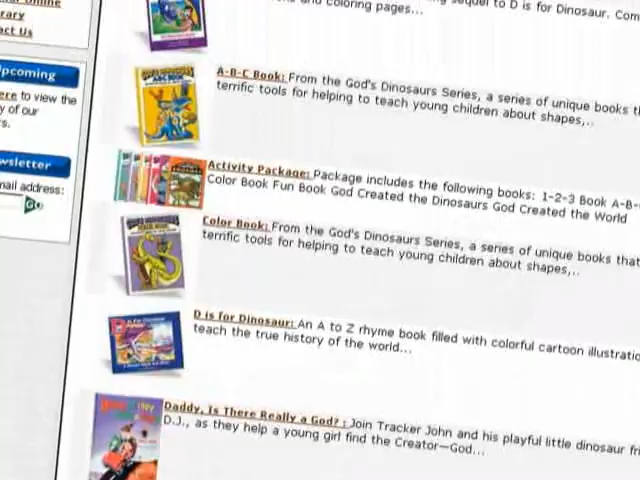 sequel to D is for Dinosaur. Com
and coloring pages...
A-B-C Book: From the God's Dinosaurs Series, a series of unique books th
terrific tools for helping to teach young children about shapes,..
Activity Package: Package includes the following books: 1-2-3 Book A-B-
Color Book Fun Book God Created the Dinosaurs God Created the World
Color Book: From the God's Dinosaurs Series, a series of unique books that
terrific tools for helping to teach young children about shapes,..
D is for Dinosaur: An A to Z rhyme book filled with colorful cartoon illustratio
teach the true history of the world...
Daddy, Is There Really a God? : Join Tracker John and his playful little dinosaur fri
D.J., as they help a young girl find the Creator—God...
Online
rary
act Us
pcoming
ere to view the
y of our
s.
wsletter
mail address:
Go